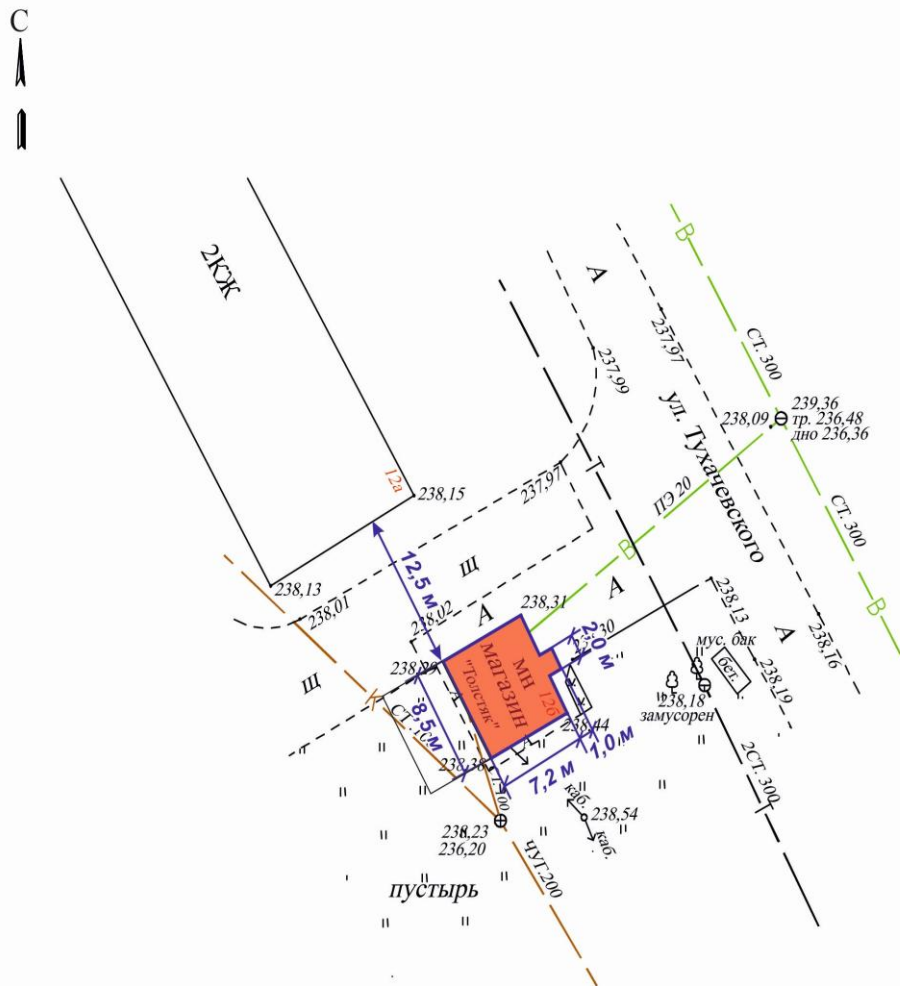 С
2КЖ
А
В
237,97
СТ. 300
237,99
ул. Тухачевского
238,09
239,36
тр. 236,48
дно 236,36
12а
238,15
237,97
Т
ПЭ 20
СТ. 300
12,5 м
Щ
В
238,13
238,01
238,02
А
238,31
А
2,0 м
238,13
А
238,16
В
мус. бак
бет.
238,19
Щ
МН
магазин
"Толстяк"
12б
К
8,5 м
238,18
замусорен
238,44
238,38
1,0 м
7,2 м
2СТ. 300
Т
каб.
238,54
каб.
238,23
236,20
ЧУГ.200
пустырь